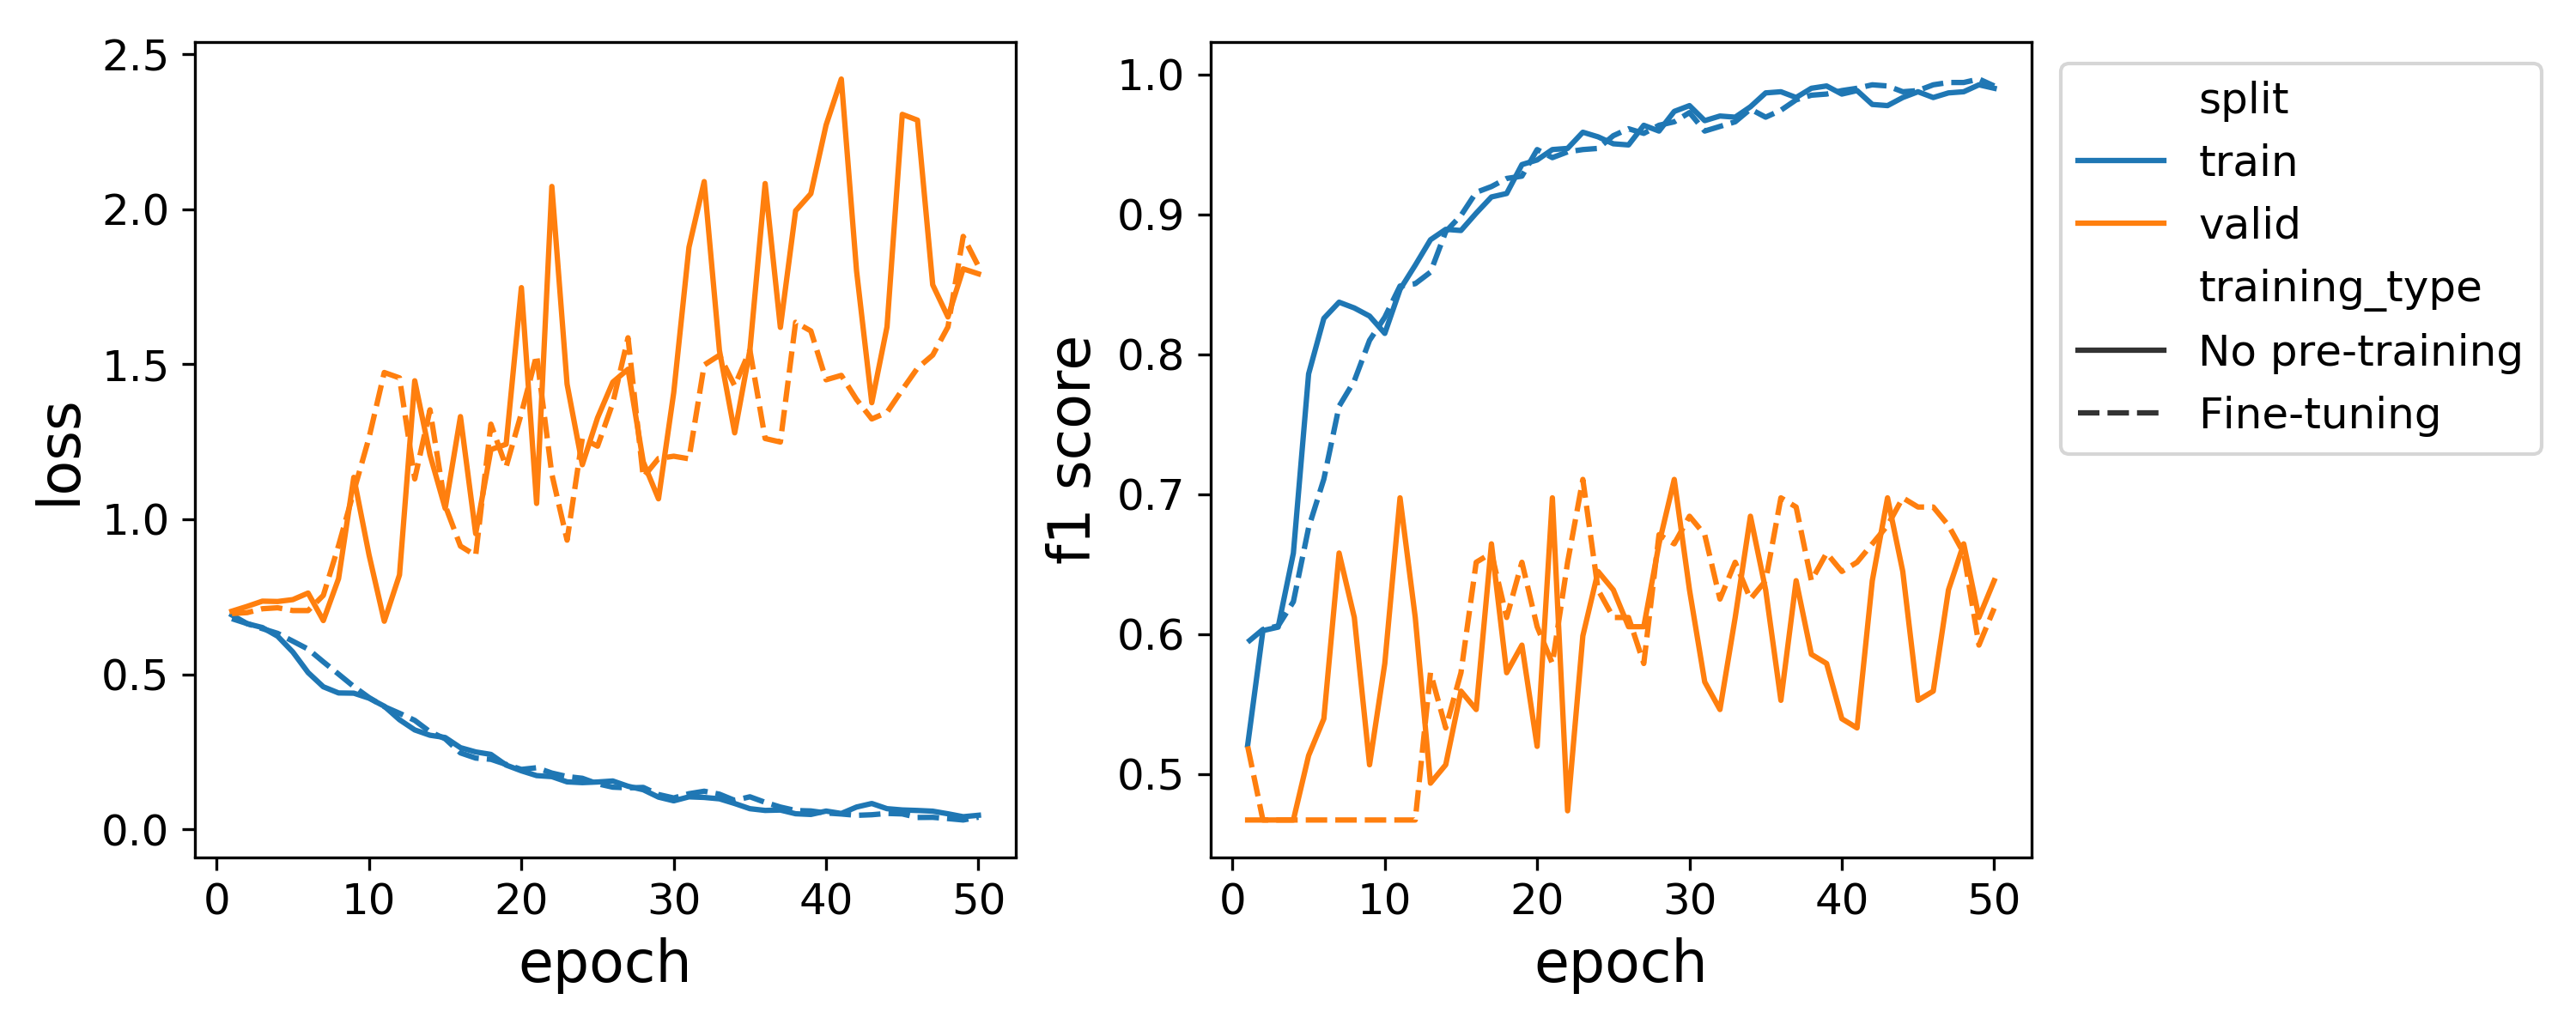 2.5
2.0
1.5
1.0
0.5
0.0
loss
0 10 20 30 40 50
epoch
1.0
0.9
0.8
0.7
0.6
0.5
f1 score
0 10 20 30 40 50
epoch
split
train
valid
training_type
No pre-training
Fine-tuning